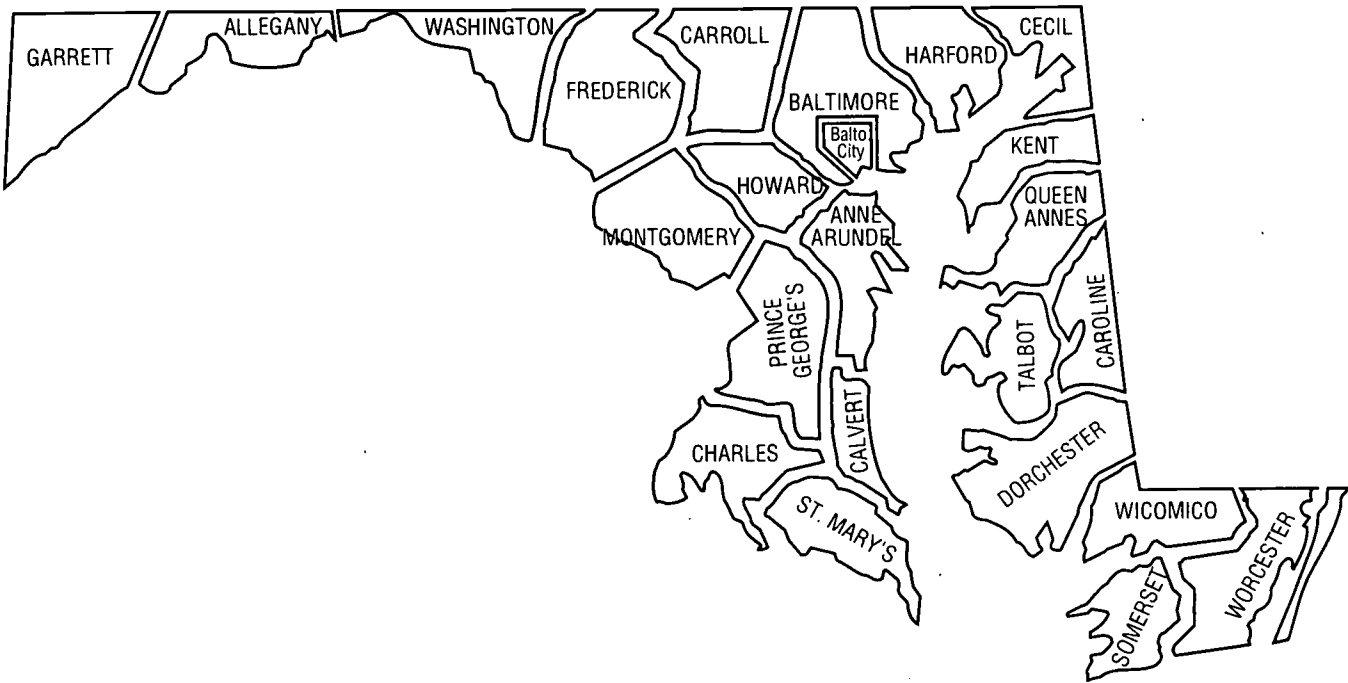 GARRETT
ALLEGANY
WASHINGTON
FREDERICK
CARROLL
BALTIMORE
Balto
City
HARFORD
CECIL
KENT
HOWARD
MONTGOMERY
ANNE
ARUNDEL
QUEEN
ANNES
PRINCE
GEORGE'S
TALBOT
CAROLINE
CHARLES
CALVERT
ST. MARY'S
DORCHESTER
WICOMICO
SOMERSET
WORCESTER